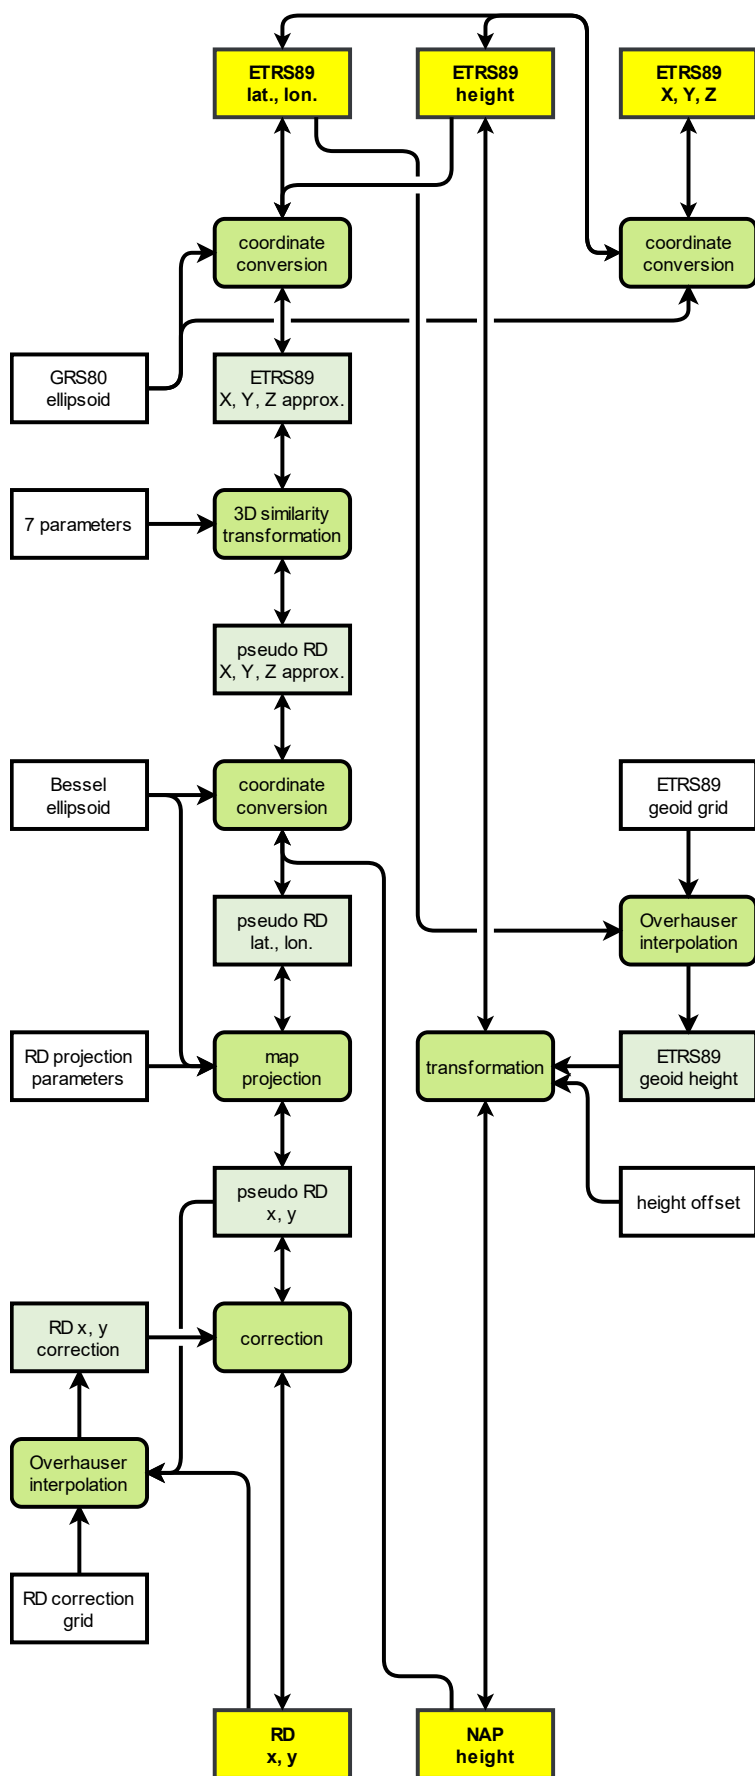 ETRS89
lat., lon.
ETRS89
height
ETRS89
X, Y, Z
coordinate
conversion
coordinate
conversion
GRS80
ellipsoid
ETRS89
X, Y, Z approx.
7 parameters
3D similarity
transformation
pseudo RD
X, Y, Z approx.
Bessel
ellipsoid
coordinate
conversion
ETRS89
geoid grid
pseudo RD
lat., lon.
Overhauser
interpolation
RD projection
parameters
map
projection
transformation
ETRS89
geoid height
pseudo RD
x, y
height offset
RD x, y
correction
correction
Overhauser
interpolation
RD correction
grid
RD
x, y
NAP
height